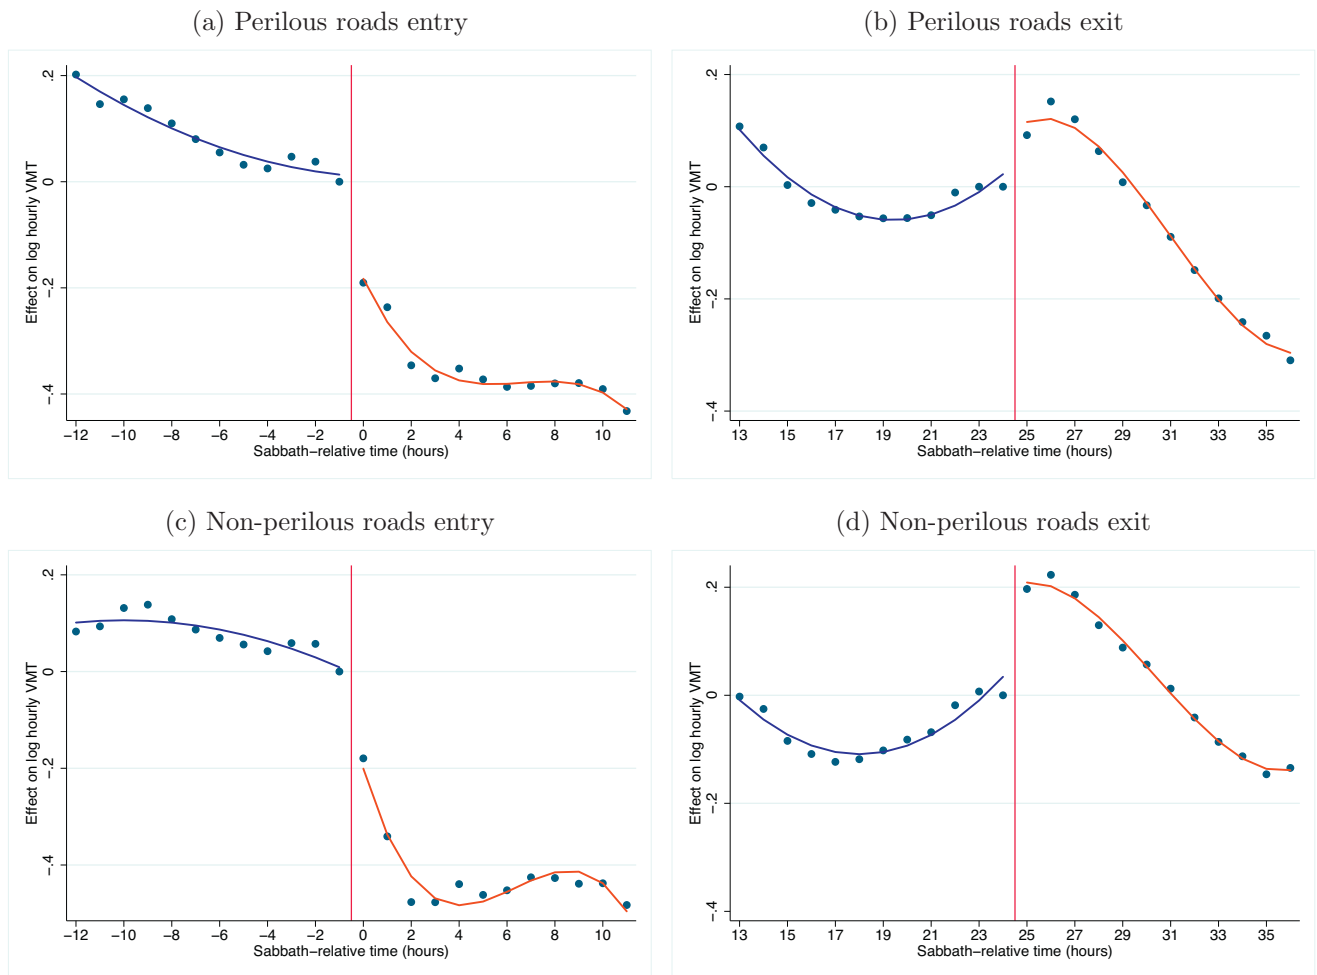 (a) Perilous roads entry
.2
0
−.2
−.4
Effect on log hourly VMT
−12 −10 −8 −6 −4 −2 0 2 4 6 8 10
Sabbath−relative time (hours)
(b) Perilous roads exit
.2
0
−.2
−.4
Effect on log hourly VMT
13 15 17 19 21 23 25 27 29 31 33 35
Sabbath−relative time (hours)
(c) Non-perilous roads entry
.2
0
−.2
−.4
Effect on log hourly VMT
−12 −10 −8 −6 −4 −2 0 2 4 6 8 10
Sabbath−relative time (hours)
(d) Non-perilous roads exit
.2
0
−.2
−.4
Effect on log hourly VMT
13 15 17 19 21 23 25 27 29 31 33 35
Sabbath−relative time (hours)